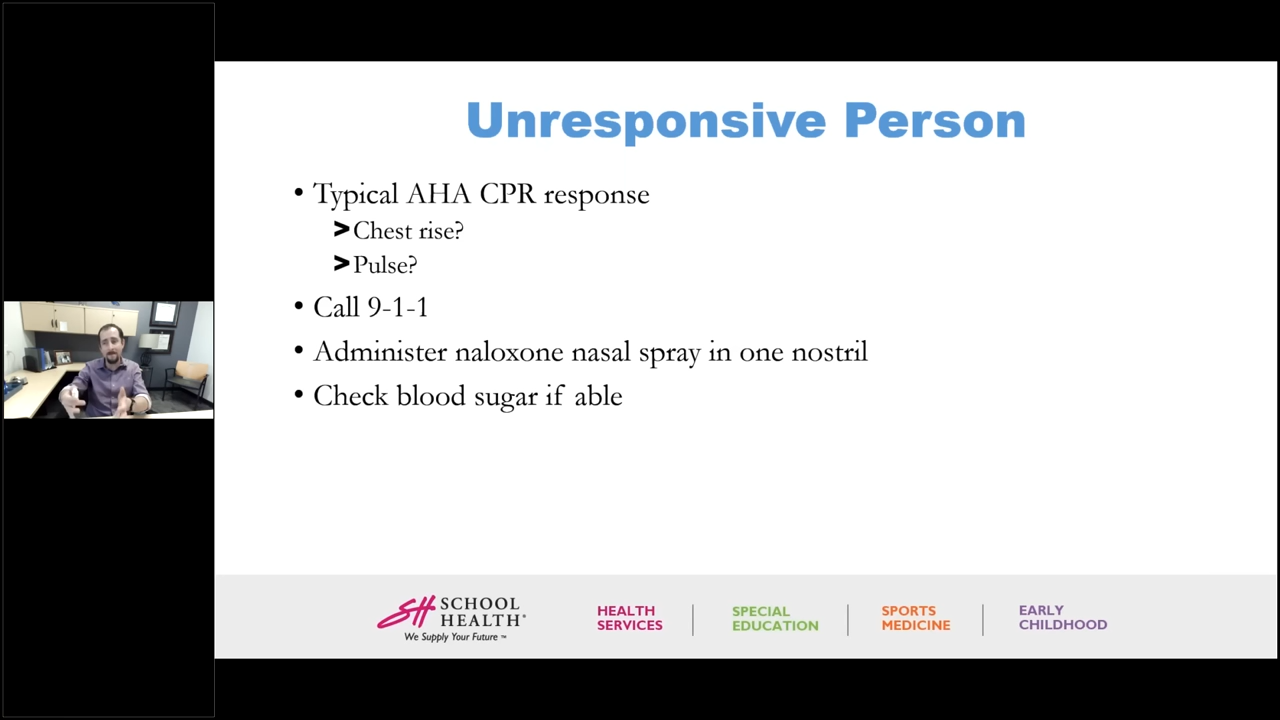 Unresponsive Person
• Typical AHA CPR response
>Chest rise?
>Pulse?
• Call 9-1-1
• Administer naloxone nasal spray in one nostril
• Check blood sugar if able
SH SCHOOL HEALTH®
We Supply Your Future™
HEALTH SERVICES
SPECIAL EDUCATION
SPORTS MEDICINE
EARLY CHILDHOOD